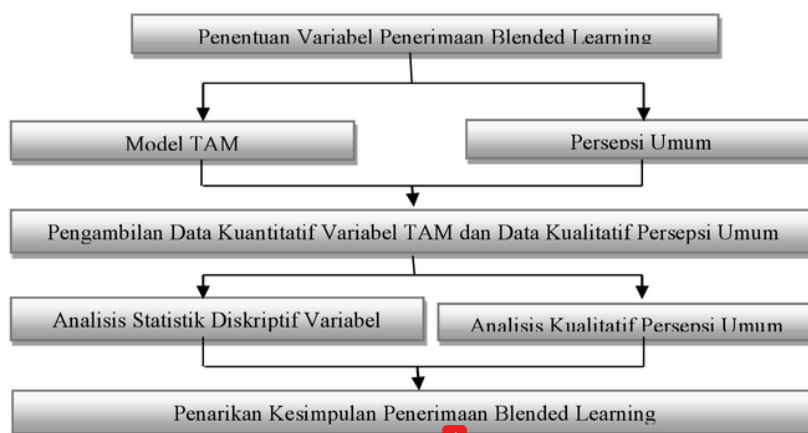 Penentuan Variabel Penerimaan Blended Learning
Model TAM
Persepsi Umum
Pengambilan Data Kuantitatif Variabel TAM dan Data Kualitatif Persepsi Umum
Analisis Statistik Diskriptif Variabel
Analisis Kualitatif Persepsi Umum
Penarikan Kesimpulan Penerimaan Blended Learning